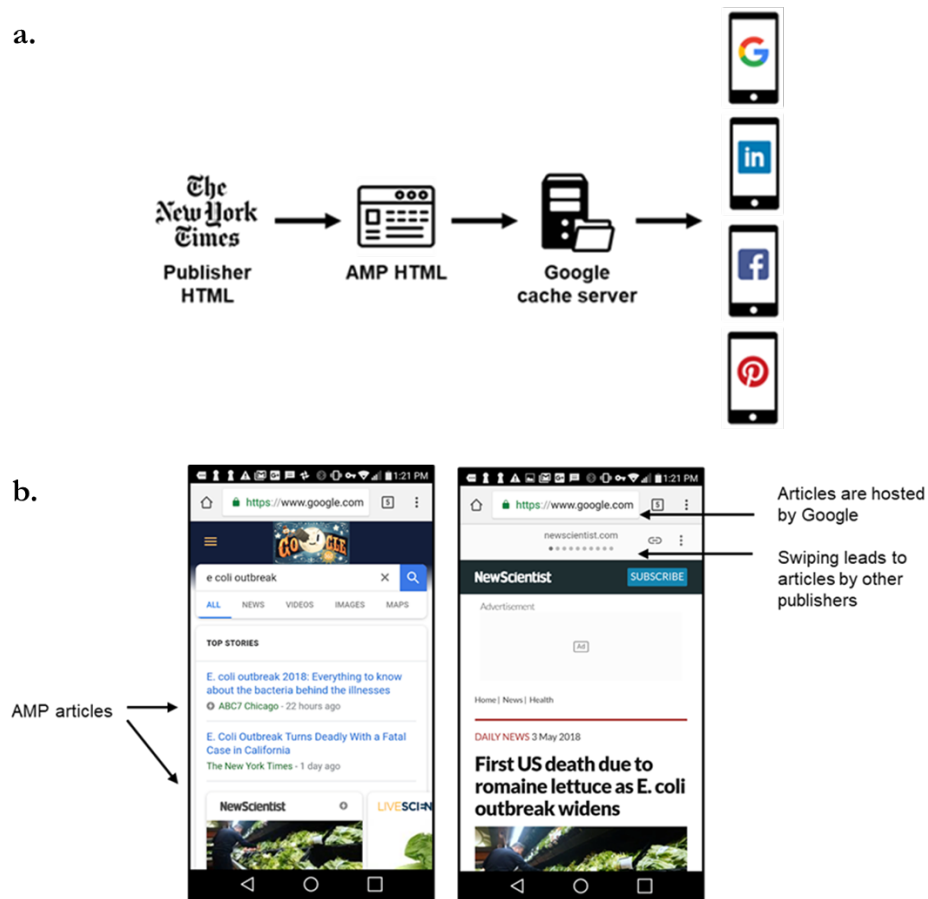 a.
The
New York
Times
Publisher
HTML
AMP HTML
Google
cache server
G
in
f
b.
1:21 PM
https://www.google.com
5
GOOGLE
e coli outbreak
ALL NEWS VIDEOS IMAGES MAPS
TOP STORIES
E. coli outbreak 2018: Everything to know
about the bacteria behind the illnesses
ABC7 Chicago - 22 hours ago
E. Coli Outbreak Turns Deadly With a Fatal
Case in California
The New York Times - 1 day ago
NewScientist
LIVESCIEN
AMP articles
1:21 PM
https://www.google.com
5
newscientist.com
NewScientist
SUBSCRIBE
Advertisement
Ad
Home | News | Health
DAILY NEWS 3 May 2018
First US death due to
romaine lettuce as E. coli
outbreak widens
Articles are hosted
by Google
Swiping leads to
articles by other
publishers